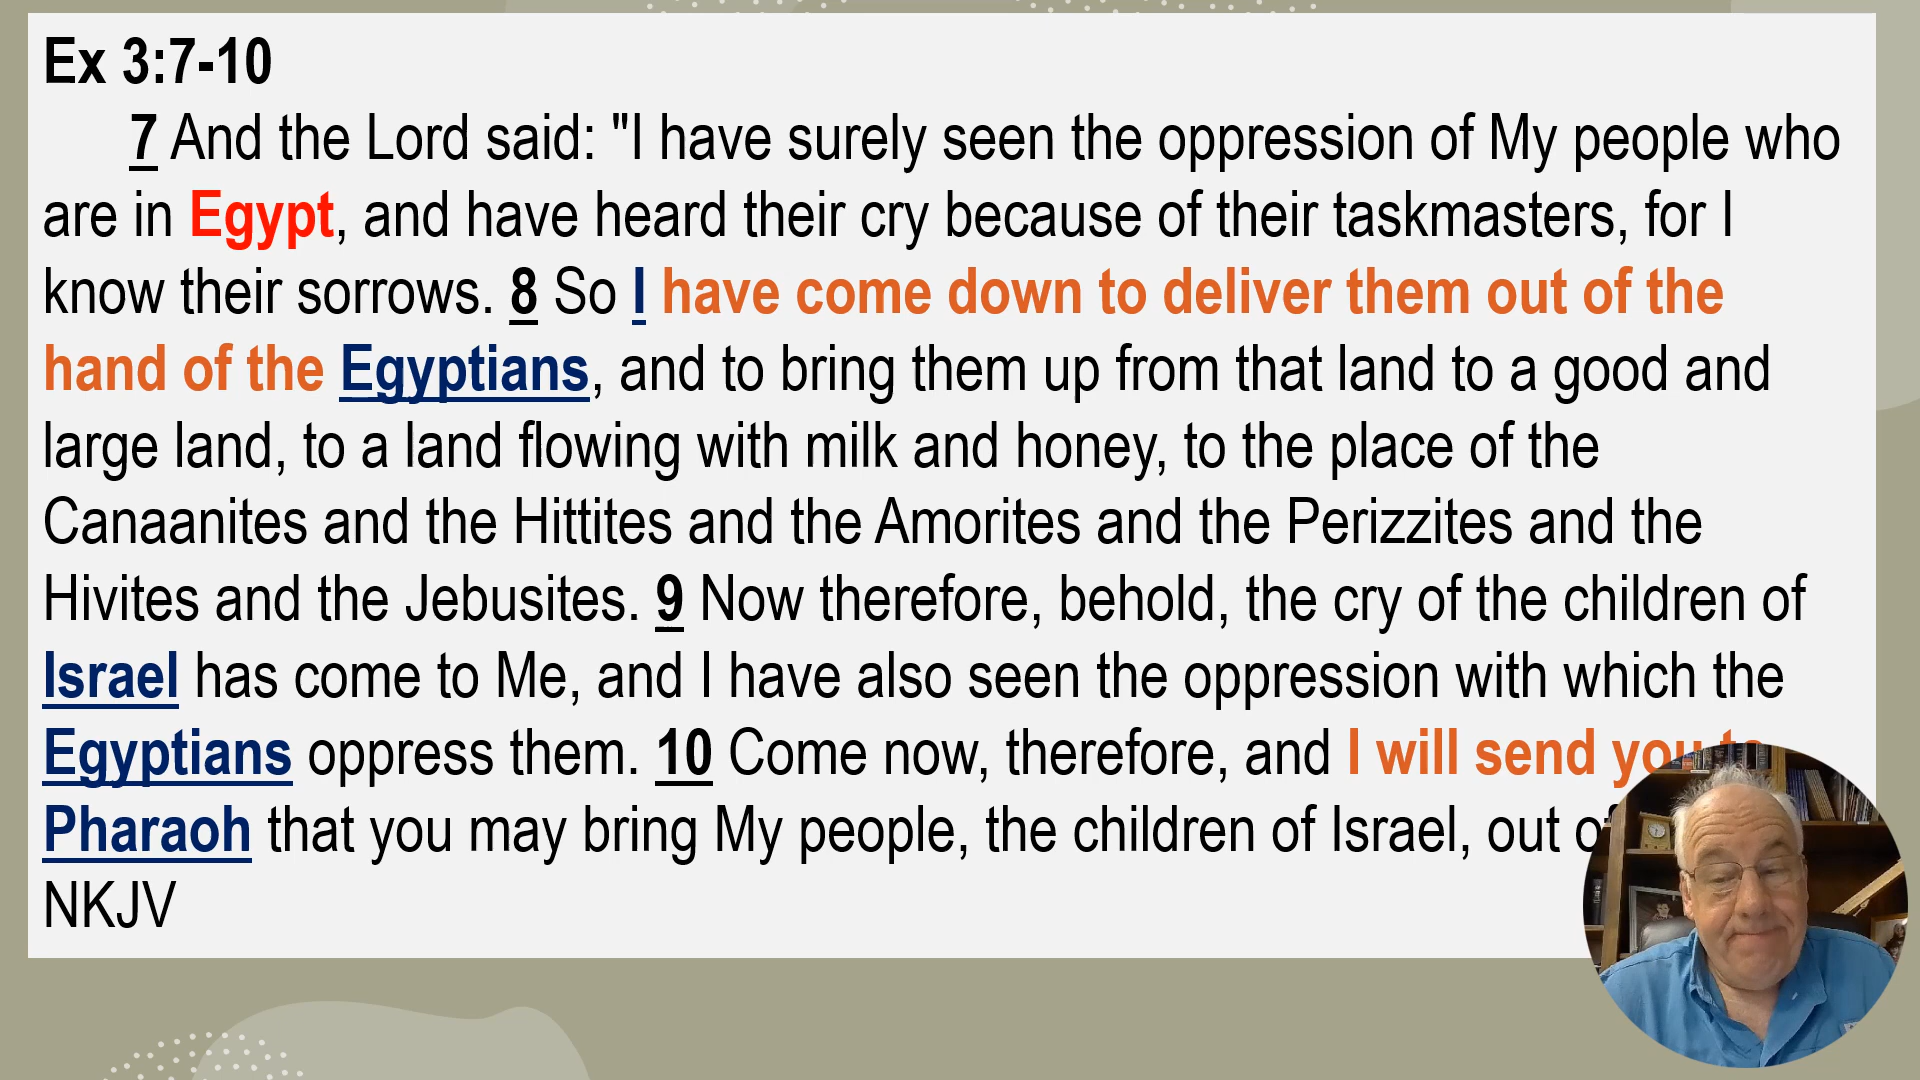 Ex 3:7-10
7 And the Lord said: "I have surely seen the oppression of My people who
are in Egypt, and have heard their cry because of their taskmasters, for I
know their sorrows. 8 So I have come down to deliver them out of the
hand of the Egyptians, and to bring them up from that land to a good and
large land, to a land flowing with milk and honey, to the place of the
Canaanites and the Hittites and the Amorites and the Perizzites and the
Hivites and the Jebusites. 9 Now therefore, behold, the cry of the children of
Israel has come to Me, and I have also seen the oppression with which the
Egyptians oppress them. 10 Come now, therefore, and I will send you to
Pharaoh that you may bring My people, the children of Israel, out of
NKJV